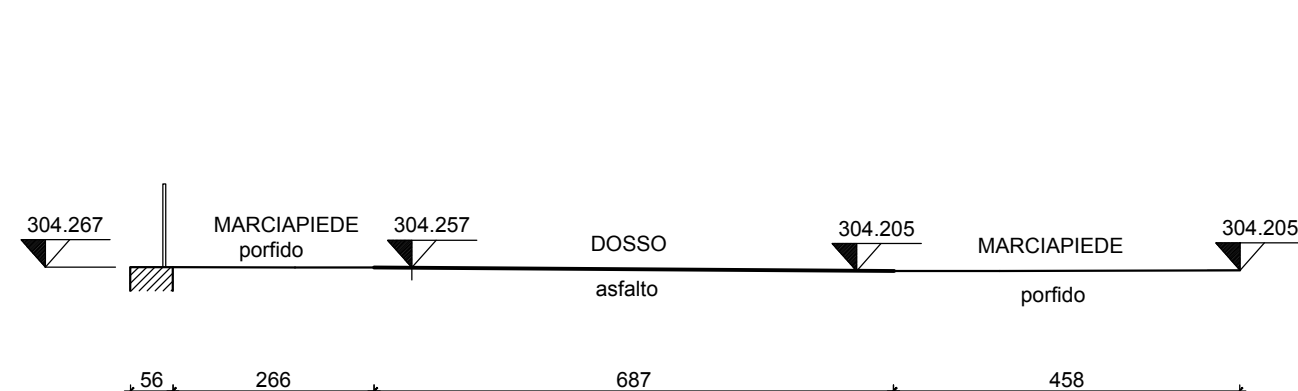 304.267
MARCIAPIEDE
porfido
304.257
DOSSO
asfalto
304.205
MARCIAPIEDE
porfido
304.205
56 266 687 458